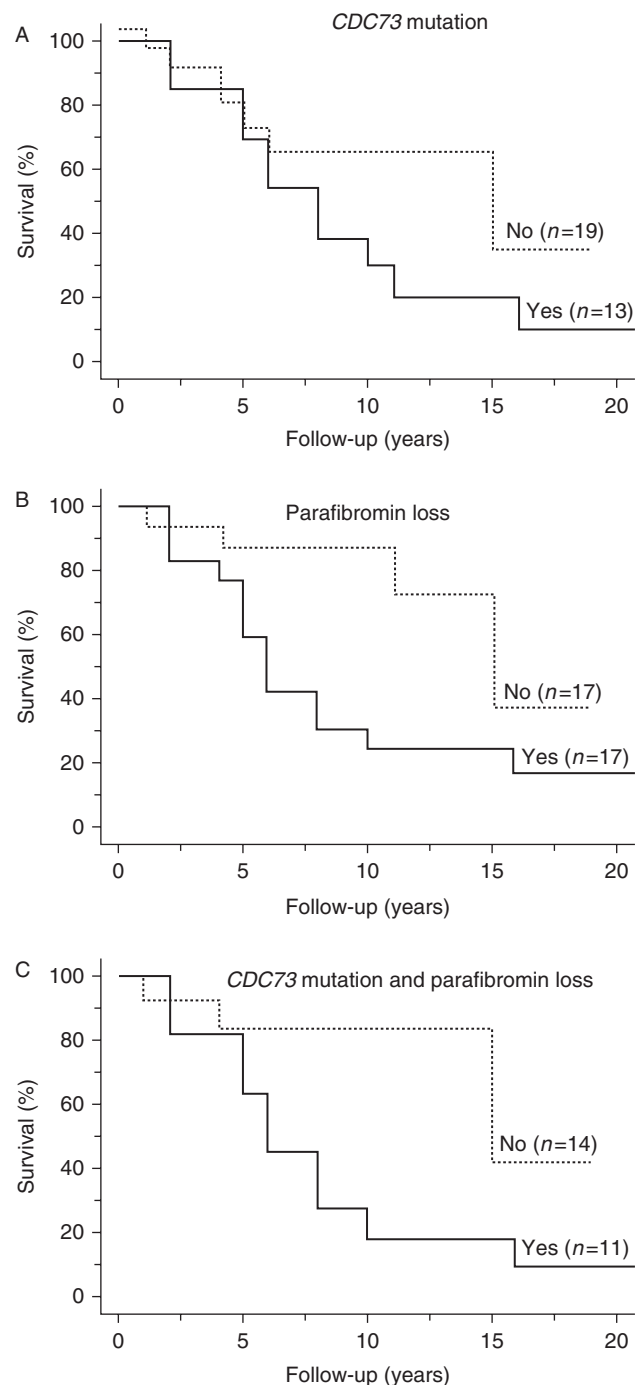 A
CDC73 mutation
100
80
60
40
20
0
Survival (%)
No (n=19)
Yes (n=13)
0 5 10 15 20
Follow-up (years)
B
Parafibromin loss
100
80
60
40
20
0
Survival (%)
No (n=17)
Yes (n=17)
0 5 10 15 20
Follow-up (years)
C
CDC73 mutation and parafibromin loss
100
80
60
40
20
0
Survival (%)
No (n=14)
Yes (n=11)
0 5 10 15 20
Follow-up (years)